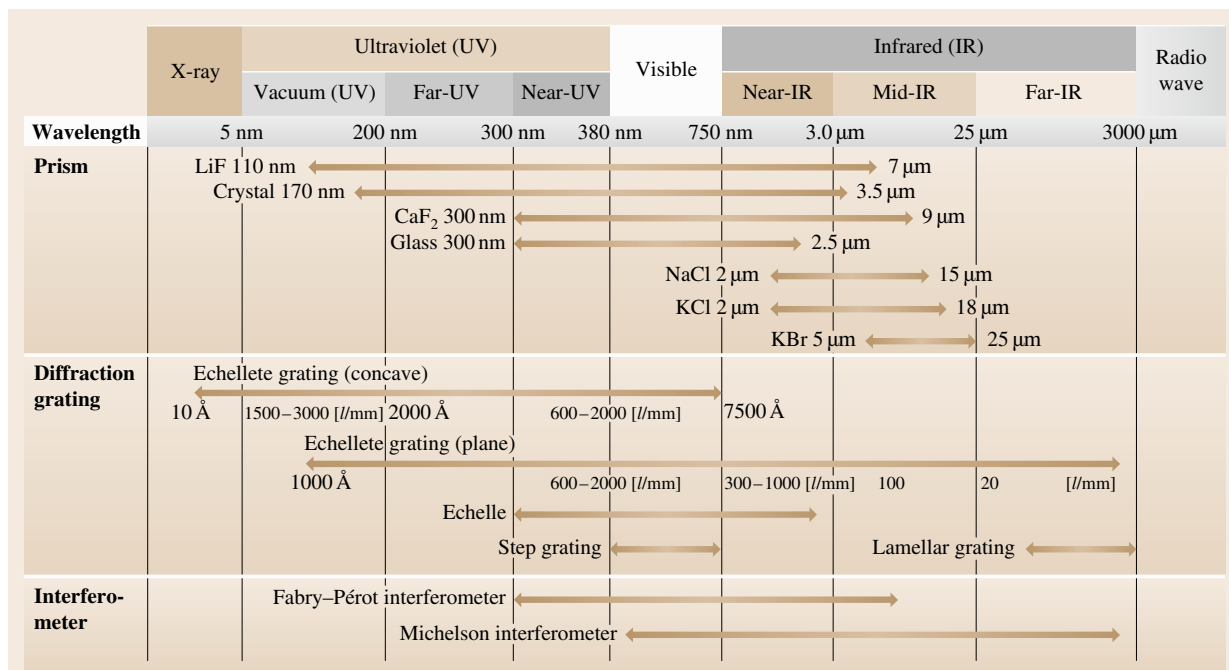 Ultraviolet (UV)
Infrared (IR)
X-ray
Visible
Radio
wave
Vacuum (UV)
Far-UV
Near-UV
Near-IR
Mid-IR
Far-IR
Wavelength
5 nm
200 nm
300 nm
380 nm
750 nm
3.0 µm
25 µm
3000 µm
Prism
LiF 110 nm
7 µm
Crystal 170 nm
3.5 µm
CaF₂ 300 nm
9 µm
Glass 300 nm
2.5 µm
NaCl 2 µm
15 µm
KCl 2 µm
18 µm
KBr 5 µm
25 µm
Diffraction
grating
Echellete grating (concave)
10 Å
1500–3000 [l/mm]
2000 Å
600–2000 [l/mm]
7500 Å
Echellete grating (plane)
1000 Å
600–2000 [l/mm]
300–1000 [l/mm]
100
20
[l/mm]
Echelle
Step grating
Lamellar grating
Interfero-
meter
Fabry–Pérot interferometer
Michelson interferometer